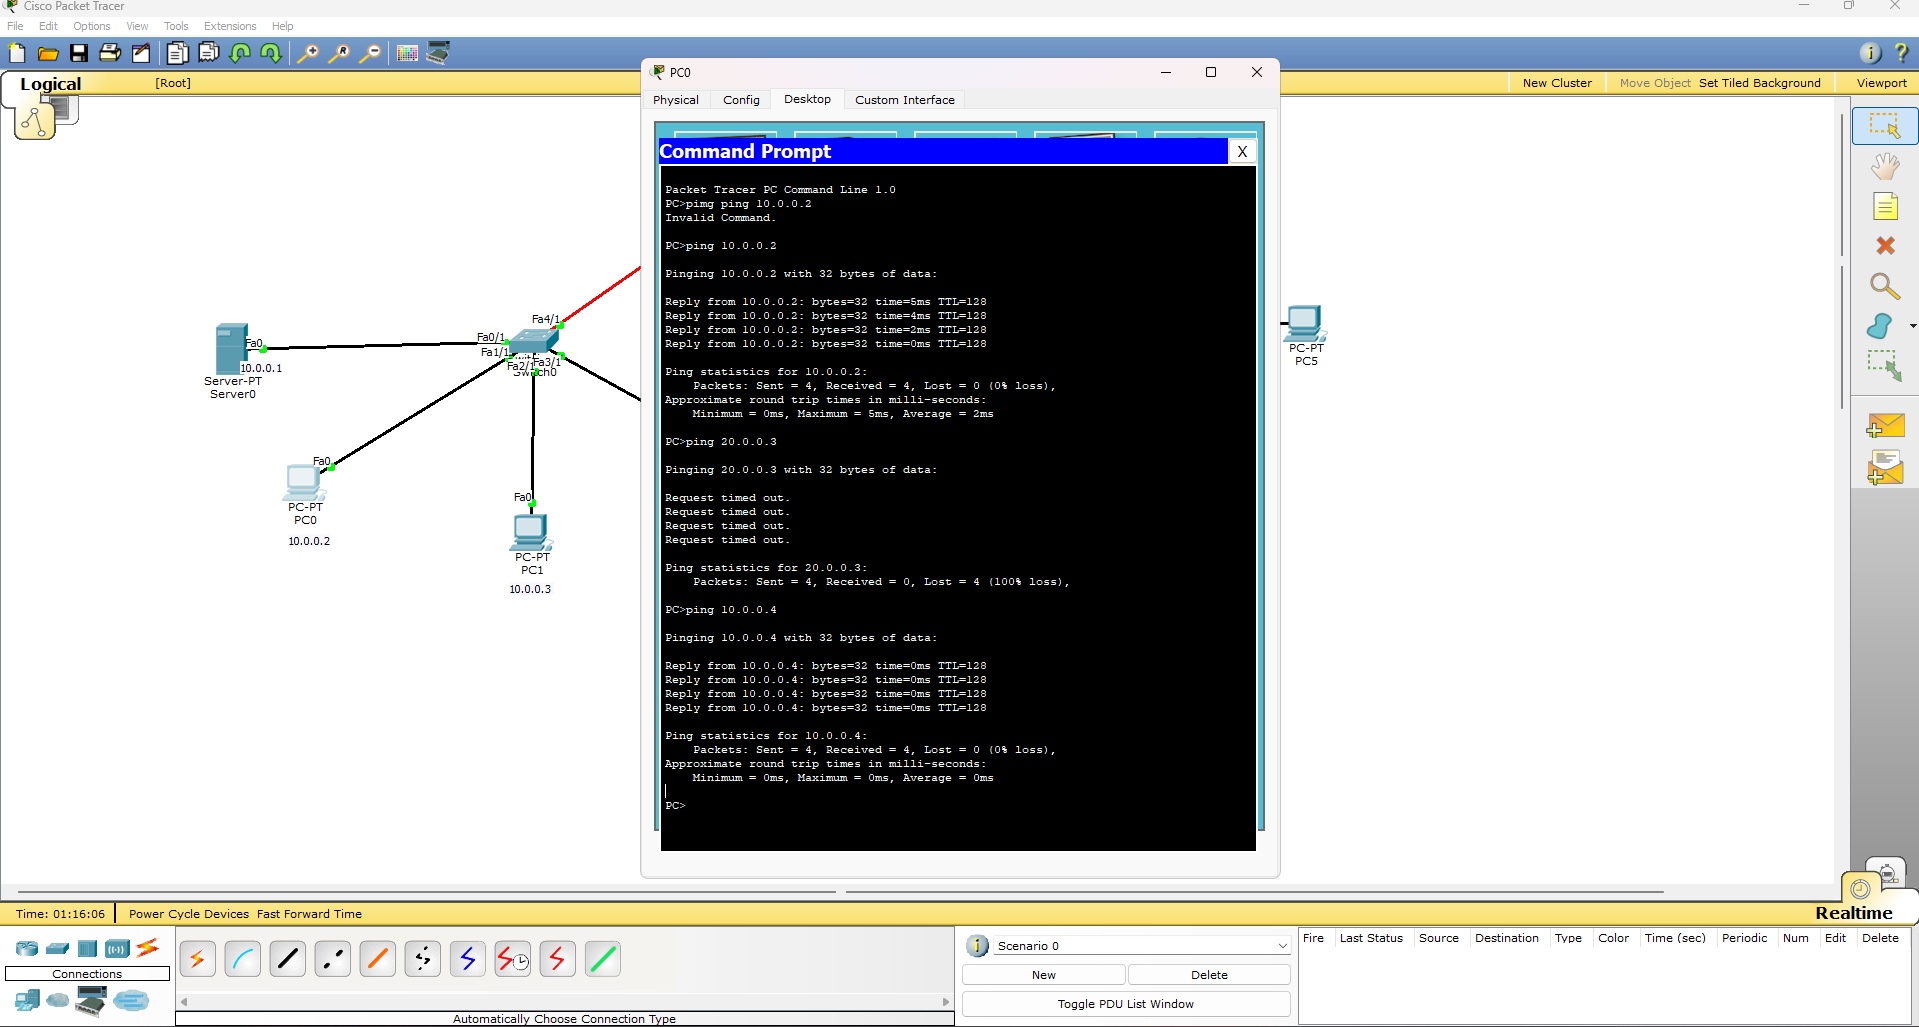 Cisco Packet Tracer
File Edit Options View Tools Extensions Help
Logical
[Root]
New Cluster
Move Object
Set Tiled Background
Viewport
PC0
Physical Config Desktop Custom Interface
Command Prompt
X
Packet Tracer PC Command Line 1.0
PC>pimg ping 10.0.0.2
Invalid Command.
PC>ping 10.0.0.2
Pinging 10.0.0.2 with 32 bytes of data:
Reply from 10.0.0.2: bytes=32 time=5ms TTL=128
Reply from 10.0.0.2: bytes=32 time=4ms TTL=128
Reply from 10.0.0.2: bytes=32 time=2ms TTL=128
Reply from 10.0.0.2: bytes=32 time=0ms TTL=128
Ping statistics for 10.0.0.2:
Packets: Sent = 4, Received = 4, Lost = 0 (0% loss),
Approximate round trip times in milli-seconds:
Minimum = 0ms, Maximum = 5ms, Average = 2ms
PC>ping 20.0.0.3
Pinging 20.0.0.3 with 32 bytes of data:
Request timed out.
Request timed out.
Request timed out.
Request timed out.
Ping statistics for 20.0.0.3:
Packets: Sent = 4, Received = 0, Lost = 4 (100% loss),
PC>ping 10.0.0.4
Pinging 10.0.0.4 with 32 bytes of data:
Reply from 10.0.0.4: bytes=32 time=0ms TTL=128
Reply from 10.0.0.4: bytes=32 time=0ms TTL=128
Reply from 10.0.0.4: bytes=32 time=0ms TTL=128
Reply from 10.0.0.4: bytes=32 time=0ms TTL=128
Ping statistics for 10.0.0.4:
Packets: Sent = 4, Received = 4, Lost = 0 (0% loss),
Approximate round trip times in milli-seconds:
Minimum = 0ms, Maximum = 0ms, Average = 0ms
PC>
Fa4/1
Fa0/1
Fa1/1
Fa2/1
Fa3/1
Switch0
Fa0
10.0.0.1
Server-PT
Server0
Fa0
PC-PT
PC0
10.0.0.2
Fa0
PC-PT
PC1
10.0.0.3
PC-PT
PC5
Time: 01:16:06
Power Cycle Devices Fast Forward Time
Realtime
Connections
Automatically Choose Connection Type
Scenario 0
New
Delete
Toggle PDU List Window
Fire Last Status Source Destination Type Color Time (sec) Periodic Num Edit Delete